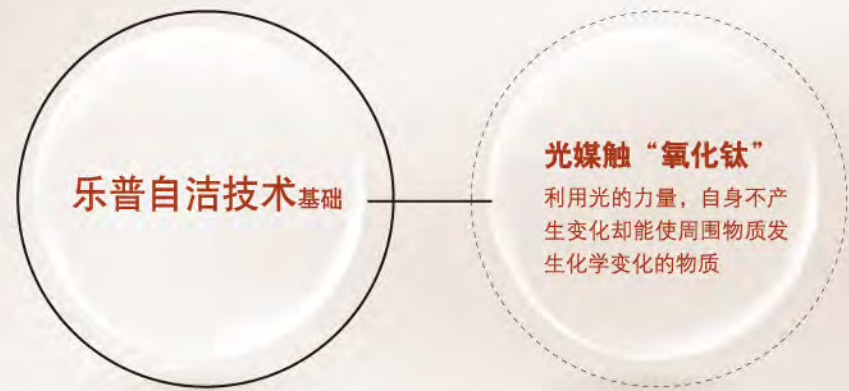 乐普自洁技术基础
光媒触“氧化钛”
利用光的力量，自身不产
生变化却能使周围物质发
生化学变化的物质